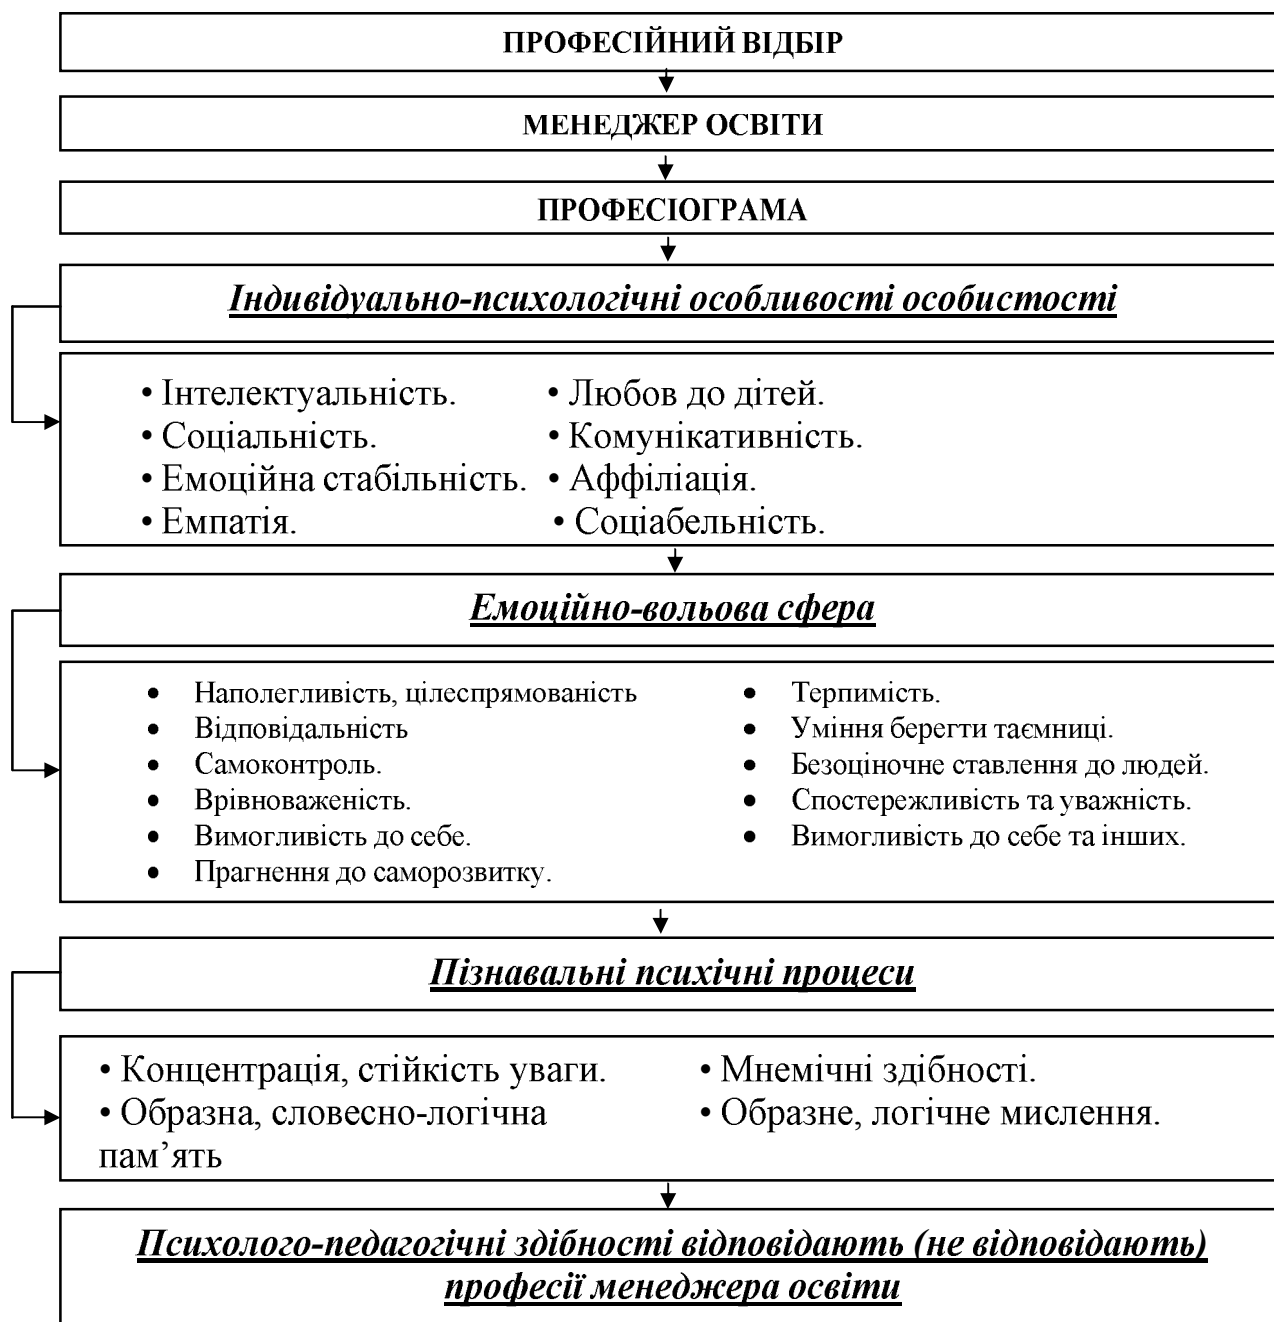 ПРОФЕСІЙНИЙ ВІДБІР
МЕНЕДЖЕР ОСВІТИ
ПРОФЕСІОГРАМА
Індивідуально-психологічні особливості особистості
• Інтелектуальність.
• Соціальність.
• Емоційна стабільність.
• Емпатія.
• Любов до дітей.
• Комунікативність.
• Аффіліація.
• Соціабельність.
Емоційно-вольова сфера
• Наполегливість, цілеспрямованість
• Відповідальність
• Самоконтроль.
• Врівноваженість.
• Вимогливість до себе.
• Прагнення до саморозвитку.
• Терпимість.
• Уміння берегти таємниці.
• Безоціночне ставлення до людей.
• Спостережливість та уважність.
• Вимогливість до себе та інших.
Пізнавальні психічні процеси
• Концентрація, стійкість уваги.
• Образна, словесно-логічна
пам’ять
• Мнемічні здібності.
• Образне, логічне мислення.
Психолого-педагогічні здібності відповідають (не відповідають)
професії менеджера освіти